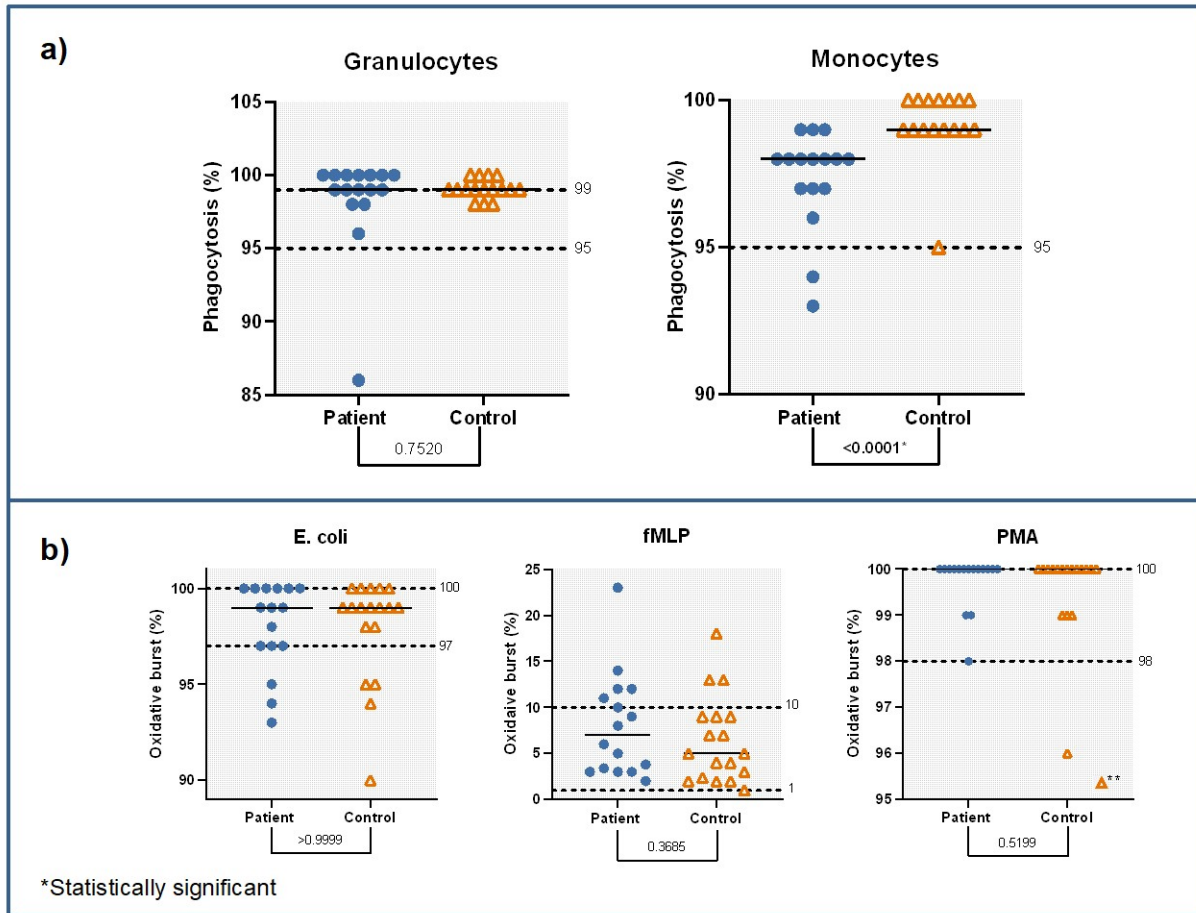 a)
Granulocytes
Phagocytosis (%)
105
100
95
90
85
99
95
Patient
Control
0.7520
Monocytes
Phagocytosis (%)
100
95
90
95
Patient
Control
<0.0001*
b)
E. coli
Oxidative burst (%)
100
95
90
100
97
Patient
Control
>0.9999
fMLP
Oxidaive burst (%)
25
20
15
10
5
0
10
1
Patient
Control
0.3685
PMA
Oxidative burst (%)
100
99
98
97
96
95
100
98
**
Patient
Control
0.5199
*Statistically significant